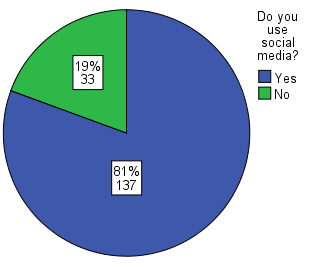 Do you
use
social
media?
Yes
No
19%
33
81%
137